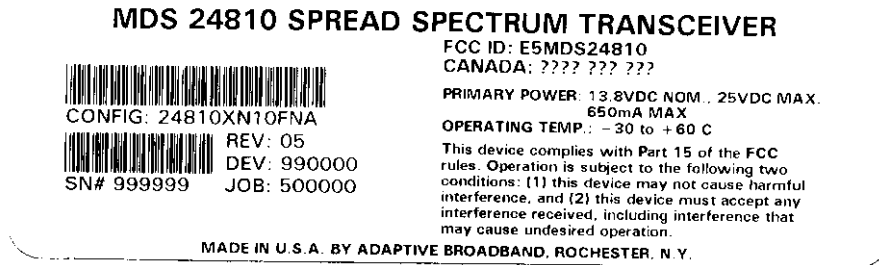 MDS 24810 SPREAD SPECTRUM TRANSCEIVER
CONFIG: 24810XN10FNA
REV: 05
DEV: 990000
SN# 999999 JOB: 500000
FCC ID: E5MDS24810
CANADA: ???? ??? ???
PRIMARY POWER: 13.8VDC NOM., 25VDC MAX.
650mA MAX
OPERATING TEMP.: -30 to +60 C
This device complies with Part 15 of the FCC
rules. Operation is subject to the following two
conditions: (1) this device may not cause harmful
interference, and (2) this device must accept any
interference received, including interference that
may cause undesired operation.
MADE IN U.S.A. BY ADAPTIVE BROADBAND, ROCHESTER, N.Y.